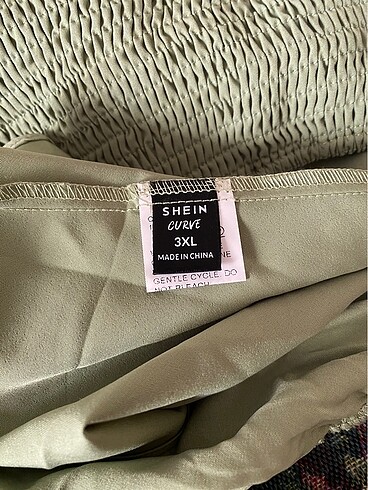 SHEIN
CURVE
3XL
MADE IN CHINA
GENTLE CYCLE. DO
NOT BLEACH.